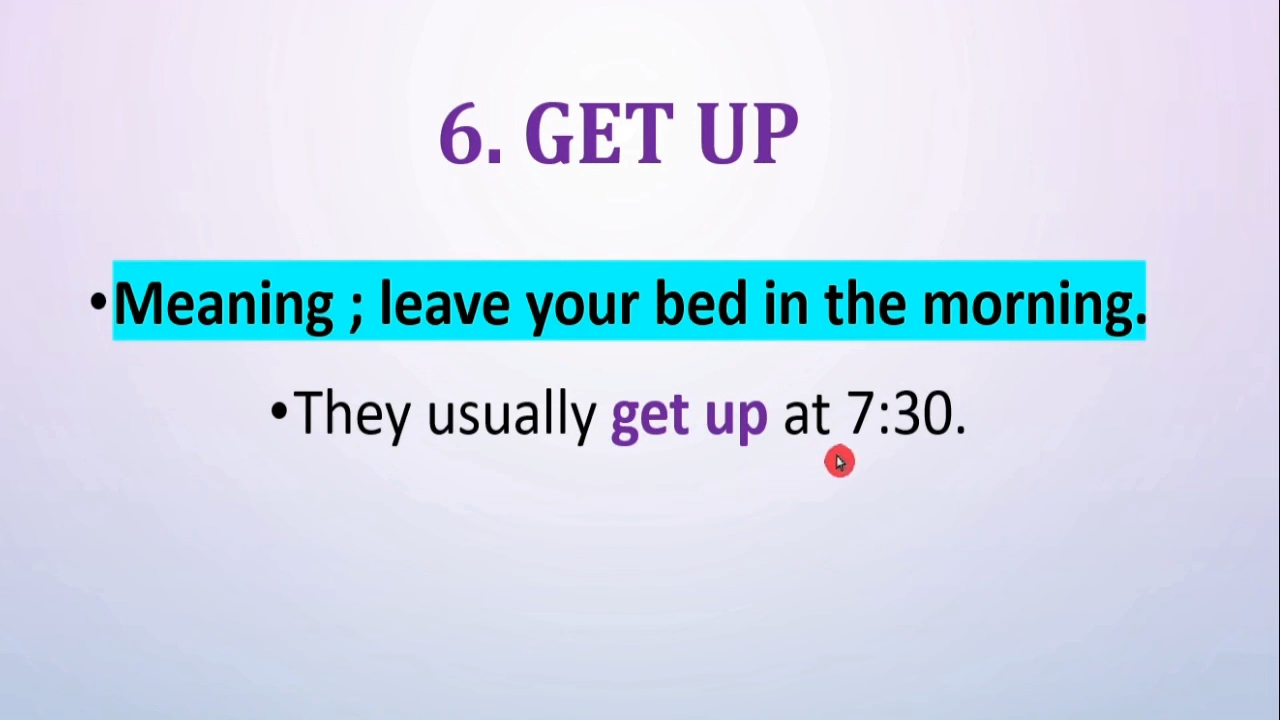 6. GET UP
•Meaning ; leave your bed in the morning.
•They usually get up at 7:30.